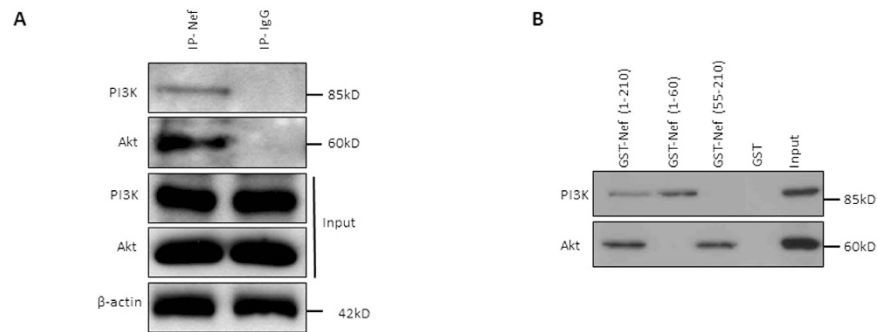 A
IP-Nef
IP-IgG
PI3K
85kD
Akt
60kD
PI3K
Akt
Input
β-actin
42kD
B
GST-Nef (1-210)
GST-Nef (1-60)
GST-Nef (55-210)
GST
Input
PI3K
85kD
Akt
60kD